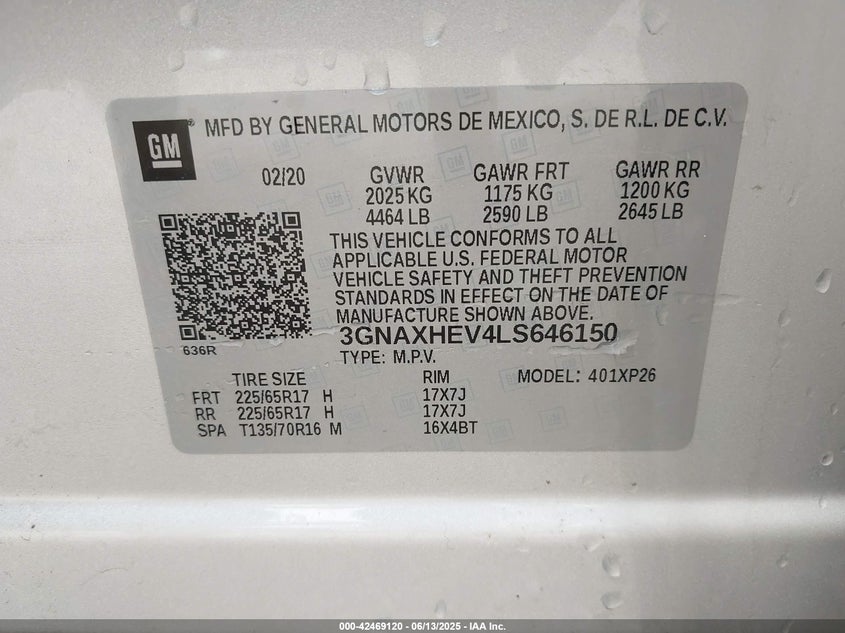 GM ® MFD BY GENERAL MOTORS DE MEXICO, S. DE R.L. DE C.V.
02/20 GVWR GAWR FRT GAWR RR
2025 KG 1175 KG 1200 KG
4464 LB 2590 LB 2645 LB
THIS VEHICLE CONFORMS TO ALL
APPLICABLE U.S. FEDERAL MOTOR
VEHICLE SAFETY AND THEFT PREVENTION
STANDARDS IN EFFECT ON THE DATE OF
MANUFACTURE SHOWN ABOVE.
3GNAXHEV4LS646150
636R
TYPE: M.P.V.
TIRE SIZE RIM MODEL: 401XP26
FRT 225/65R17 H 17X7J
RR 225/65R17 H 17X7J
SPA T135/70R16 M 16X4BT
000-42469120 - 06/13/2025 - IAA Inc.